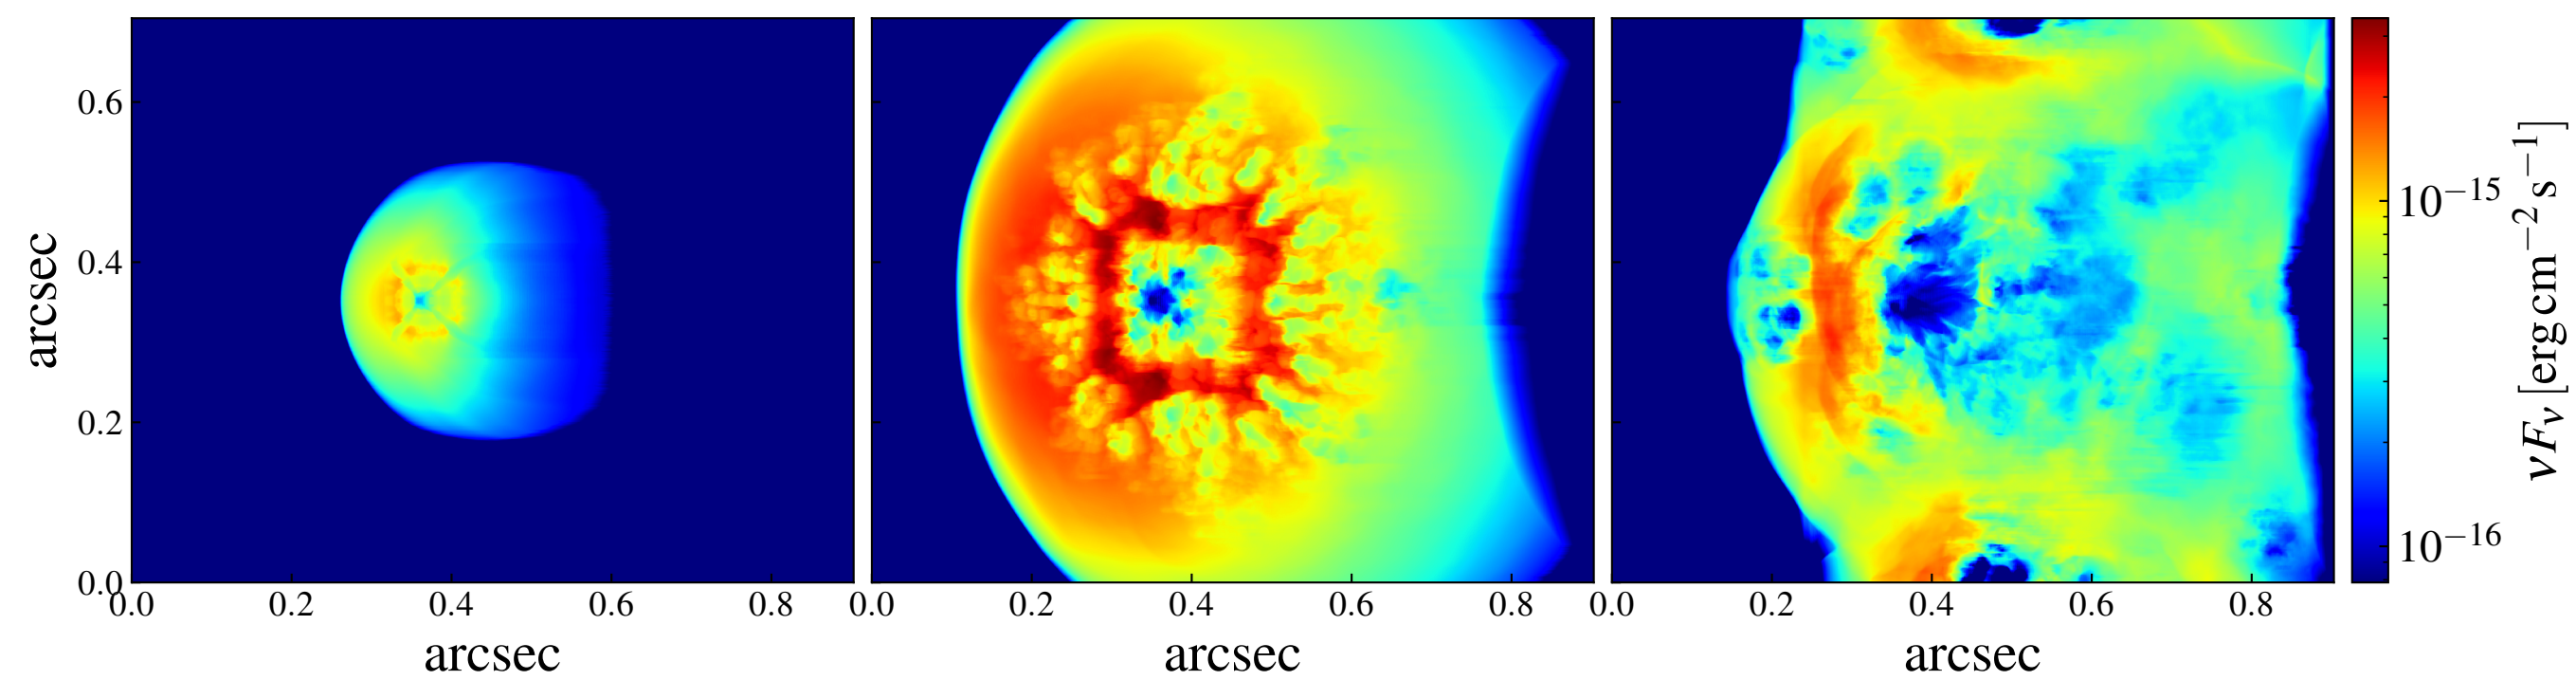 arcsec
0.6
0.4
0.2
0.0
0.0 0.2 0.4 0.6 0.8
0.0 0.2 0.4 0.6 0.8
0.0 0.2 0.4 0.6 0.8
arcsec arcsec arcsec
10⁻¹⁵
10⁻¹⁶
νFν [erg cm⁻² s⁻¹]